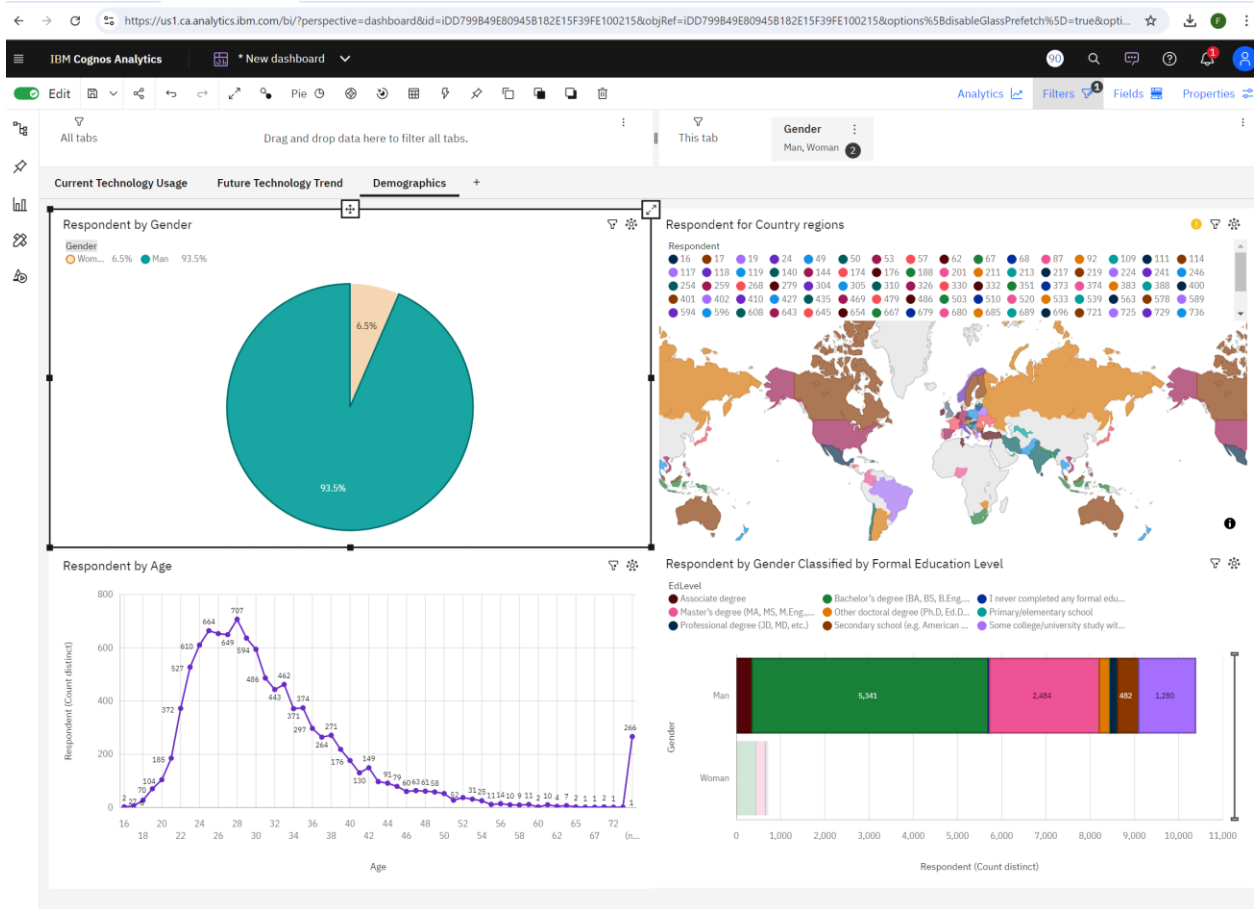 https://us1.ca.analytics.ibm.com/bi/?perspective=dashboard&id=iDD799B49E80945B182E15F39FE100215&objRef=iDD799B49E80945B182E15F39FE100215&options%5BdisableGlassPrefetch%5D=true&opti...
F
IBM Cognos Analytics
* New dashboard
90
1
Edit
Pie
Analytics
Filters 1
Fields
Properties
All tabs
Drag and drop data here to filter all tabs.
This tab
Gender
Man, Woman 2
Current Technology Usage Future Technology Trend Demographics +
Respondent by Gender
Gender
Wom... 6.5% Man 93.5%
6.5%
93.5%
Respondent for Country regions
Respondent
16 17 19 24 49 50 53 57 62 67 68 87 92 109 111 114
117 118 119 140 144 174 176 188 201 211 213 217 219 224 241 246
254 259 268 279 304 305 310 326 330 332 351 373 374 383 388 400
401 402 410 427 435 469 479 486 503 510 520 533 539 563 578 589
594 596 608 643 645 654 667 679 680 685 689 696 721 725 729 736
Respondent by Age
Respondent (Count distinct)
800
600
400
200
0
2 70 104 185 372 527 610 664 649 707 594 486 443 462 371 374 297 264 271 176 130 149 91 79 60 63 61 58 52 31 25 11 14 10 9 11 2 10 4 7 2 1 1 2 1 266 1
16 20 24 28 32 36 40 44 48 52 56 60 64 72
18 22 26 30 34 38 42 46 50 54 58 62 67 (n...
Age
Respondent by Gender Classified by Formal Education Level
EdLevel
Associate degree Bachelor's degree (BA, BS, B.Eng.... I never completed any formal edu...
Master's degree (MA, MS, M.Eng.,... Other doctoral degree (Ph.D, Ed.D... Primary/elementary school
Professional degree (JD, MD, etc.) Secondary school (e.g. American ... Some college/university study wit...
Gender
Man
5,341 2,484 482 1,280
Woman
0 1,000 2,000 3,000 4,000 5,000 6,000 7,000 8,000 9,000 10,000 11,000
Respondent (Count distinct)